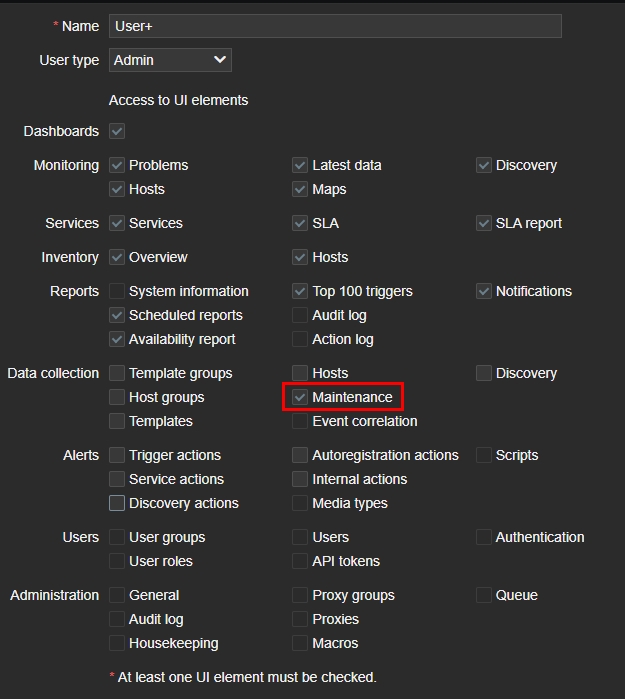 * Name User+
User type Admin
Access to UI elements
Dashboards
Monitoring Problems Latest data Discovery
Hosts Maps
Services Services SLA SLA report
Inventory Overview Hosts
Reports System information Top 100 triggers Notifications
Scheduled reports Audit log
Availability report Action log
Data collection Template groups Hosts Discovery
Host groups Maintenance
Templates Event correlation
Alerts Trigger actions Autoregistration actions Scripts
Service actions Internal actions
Discovery actions Media types
Users User groups Users Authentication
User roles API tokens
Administration General Proxy groups Queue
Audit log Proxies
Housekeeping Macros
* At least one UI element must be checked.